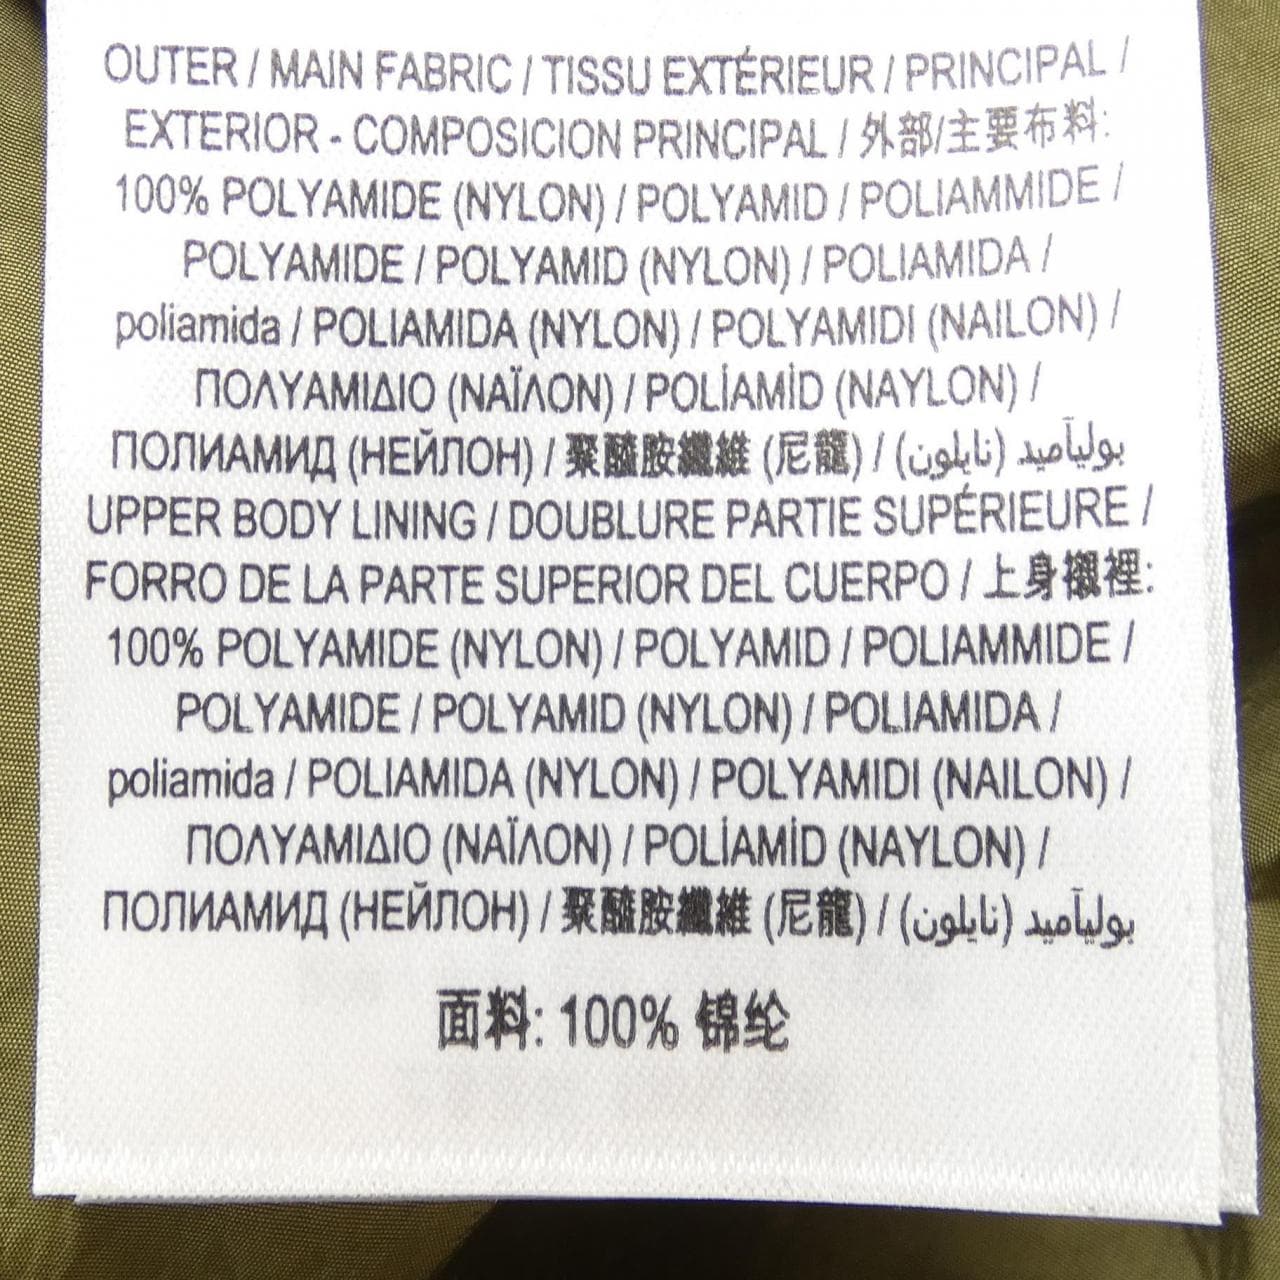 OUTER / MAIN FABRIC / TISSU EXTÉRIEUR / PRINCIPAL /
EXTERIOR - COMPOSICION PRINCIPAL / 外部/主要布料:
100% POLYAMIDE (NYLON) / POLYAMID / POLIAMMIDE /
POLYAMIDE / POLYAMID (NYLON) / POLIAMIDA /
poliamida / POLIAMIDA (NYLON) / POLYAMIDI (NAILON) /
ΠΟΛΥΑΜΙΔΙΟ (ΝΑΪΛΟΝ) / POLİAMİD (NAYLON) /
ПОЛИАМИД (НЕЙЛОН) / 聚醯胺纖維 (尼龍) / بوليآميد (نايلون)
UPPER BODY LINING / DOUBLURE PARTIE SUPÉRIEURE /
FORRO DE LA PARTE SUPERIOR DEL CUERPO / 上身襯裡:
100% POLYAMIDE (NYLON) / POLYAMID / POLIAMMIDE /
POLYAMIDE / POLYAMID (NYLON) / POLIAMIDA /
poliamida / POLIAMIDA (NYLON) / POLYAMIDI (NAILON) /
ΠΟΛΥΑΜΙΔΙΟ (ΝΑΪΛΟΝ) / POLİAMİD (NAYLON) /
ПОЛИАМИД (НЕЙЛОН) / 聚醯胺纖維 (尼龍) / بوليآميد (نايلون)
面料: 100% 锦纶